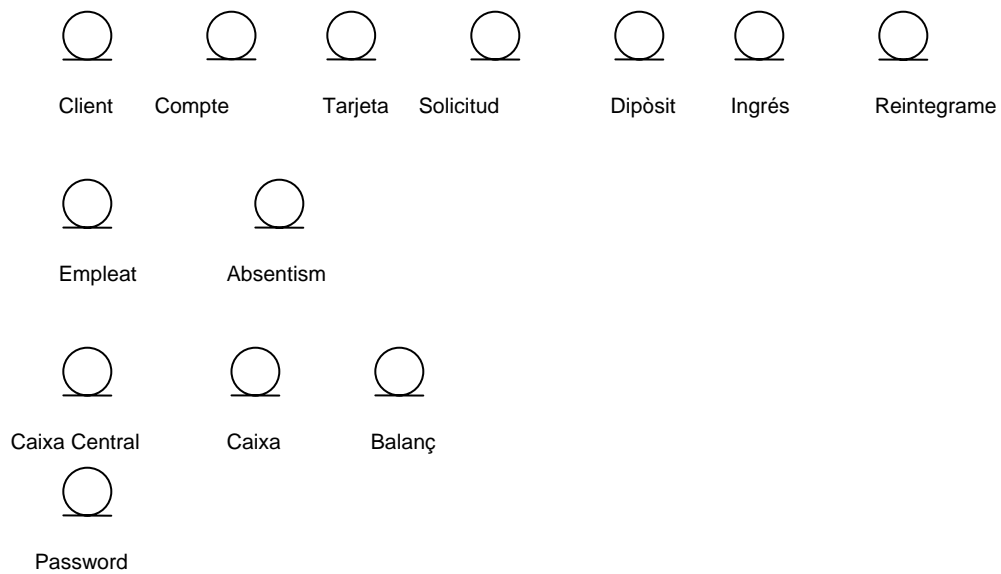 Client Compte Tarjeta Solicitud Dipòsit Ingrés Reintegrame
Empleat Absentism
Caixa Central Caixa Balanç
Password